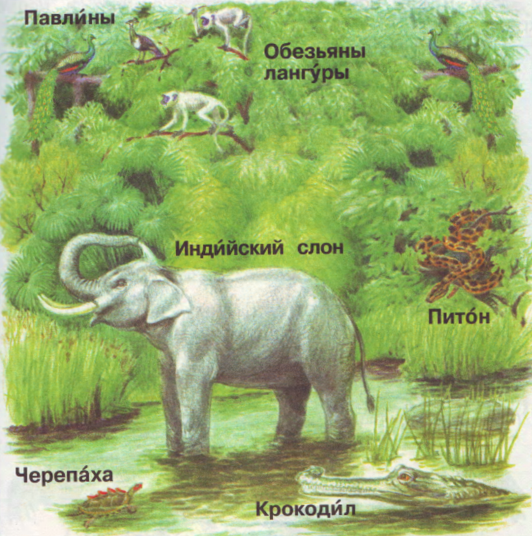 Павли́ны
Обезьяны
лангу́ры
Инди́йский слон
Пито́н
Черепа́ха
Крокоди́л